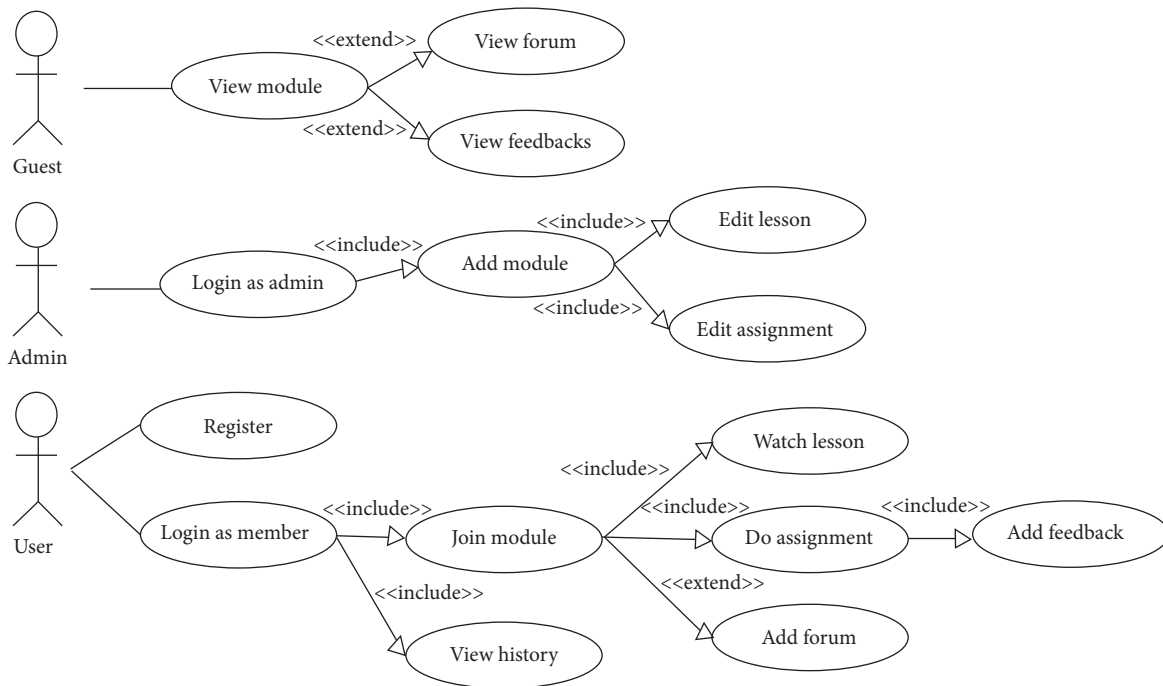 View forum
<<extend>>
View module
<<extend>>
View feedbacks
Guest
Edit lesson
<<include>>
<<include>>
Add module
Login as admin
<<include>>
Edit assignment
Admin
Register
Watch lesson
<<include>>
<<include>>
<<include>>
<<include>>
Login as member
Join module
Do assignment
Add feedback
User
<<extend>>
<<include>>
Add forum
View history